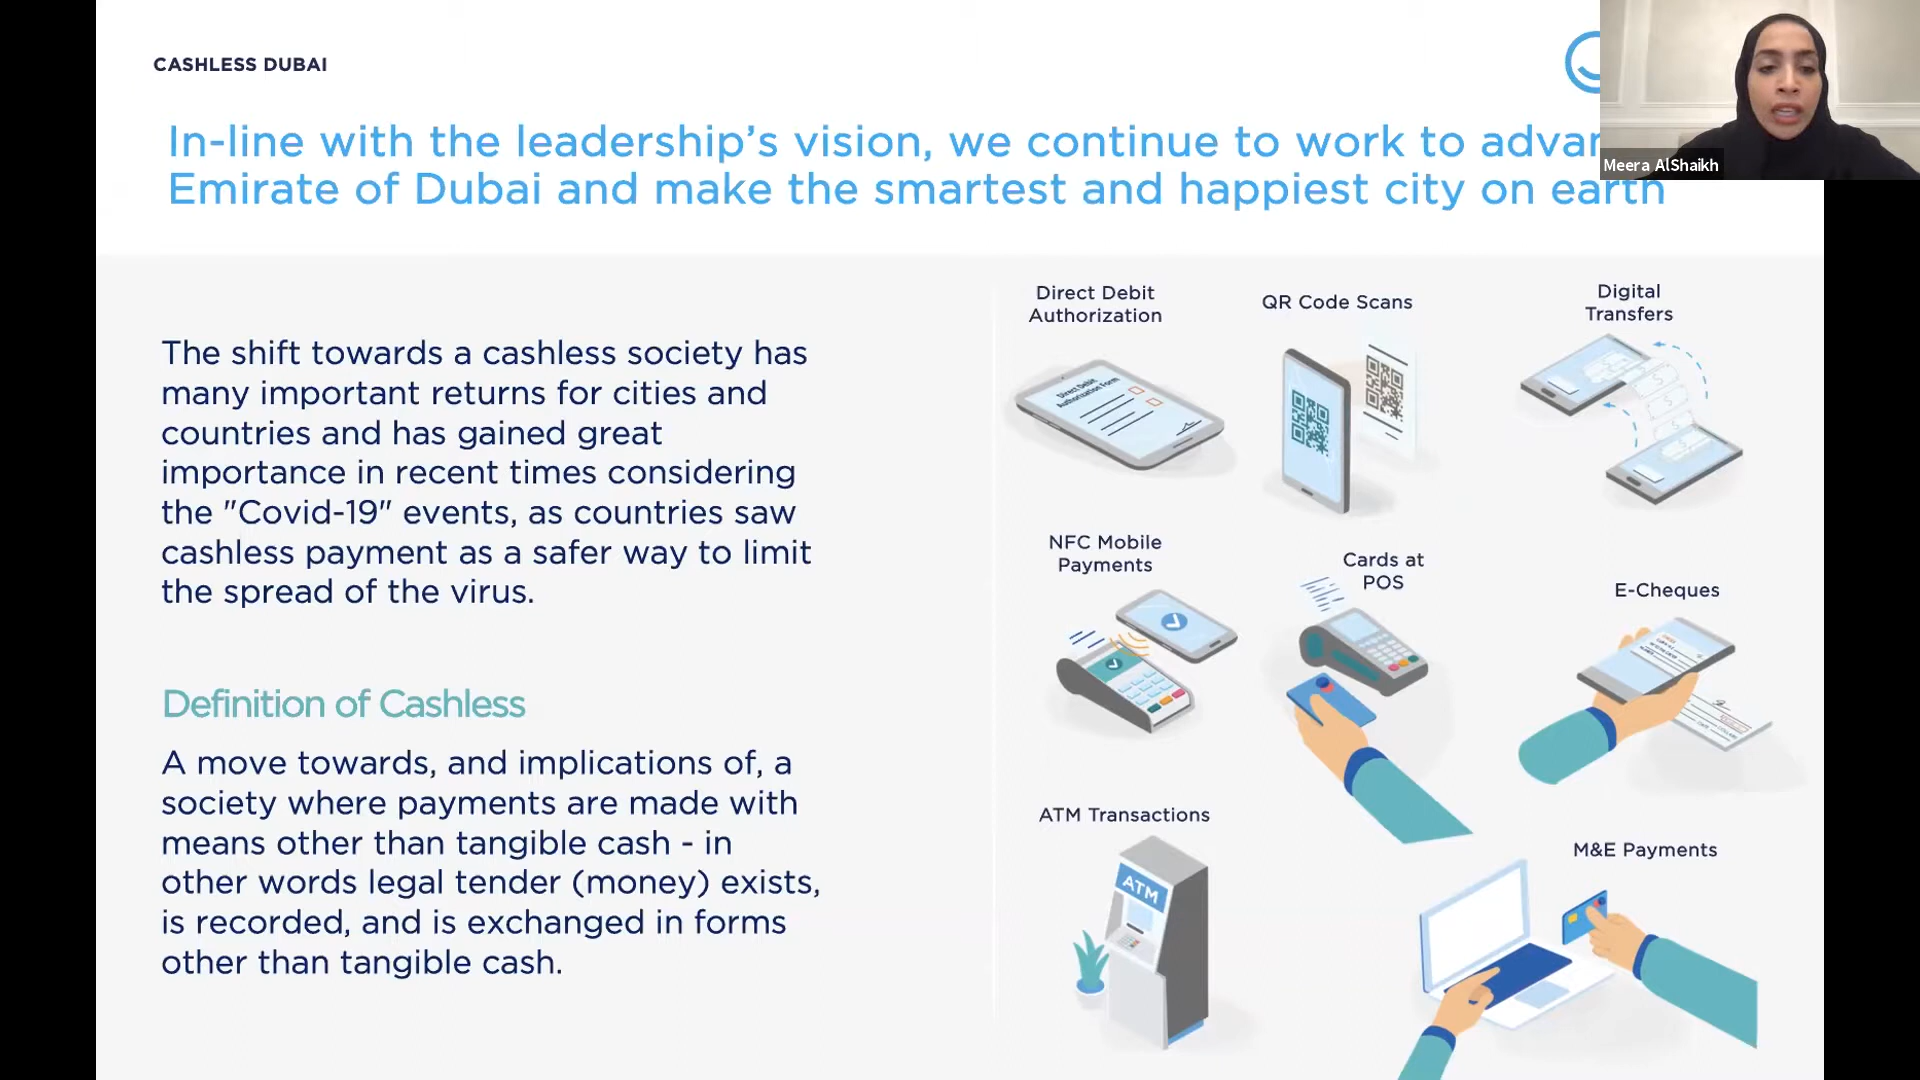 CASHLESS DUBAI
In-line with the leadership's vision, we continue to work to
Emirate of Dubai and make the smartest and happiest city on earth
Meera AlShaikh
The shift towards a cashless society has
many important returns for cities and
countries and has gained great
importance in recent times considering
the "Covid-19" events, as countries saw
cashless payment as a safer way to limit
the spread of the virus.
Definition of Cashless
A move towards, and implications of, a
society where payments are made with
means other than tangible cash - in
other words legal tender (money) exists,
is recorded, and is exchanged in forms
other than tangible cash.
Direct Debit
Authorization
Direct Debit
Authorization Form
QR Code Scans
Digital
Transfers
NFC Mobile
Payments
Cards at
POS
E-Cheques
ATM Transactions
ATM
M&E Payments